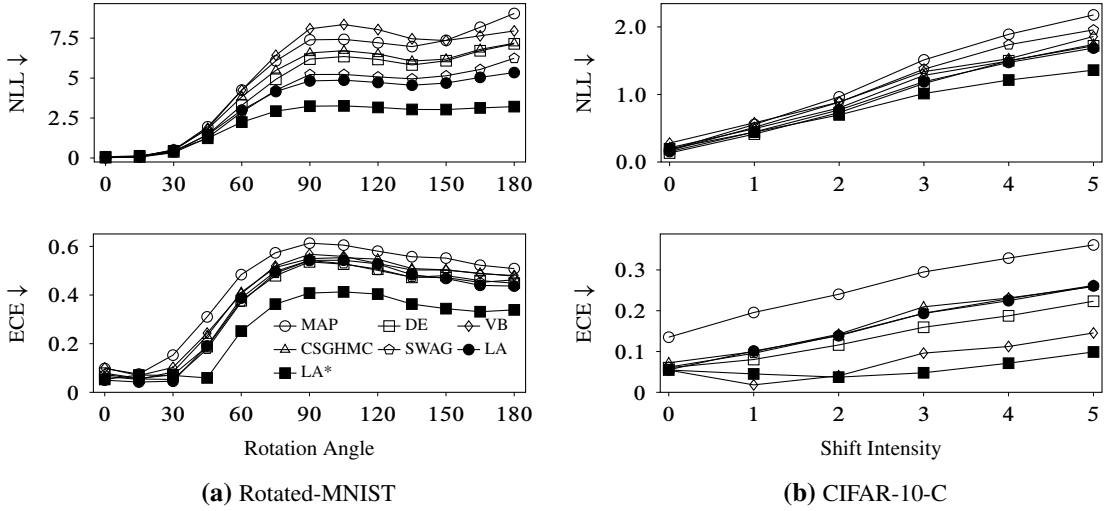 NLL ↓
7.5
5
2.5
0
0 30 60 90 120 150 180
NLL ↓
2.0
1.0
0.0
0 1 2 3 4 5
ECE ↓
0.6
0.4
0.2
0
MAP DE VB
CSGHMC SWAG LA
LA*
0 30 60 90 120 150 180
Rotation Angle
ECE ↓
0.3
0.2
0.1
0
0 1 2 3 4 5
Shift Intensity
(a) Rotated-MNIST
(b) CIFAR-10-C